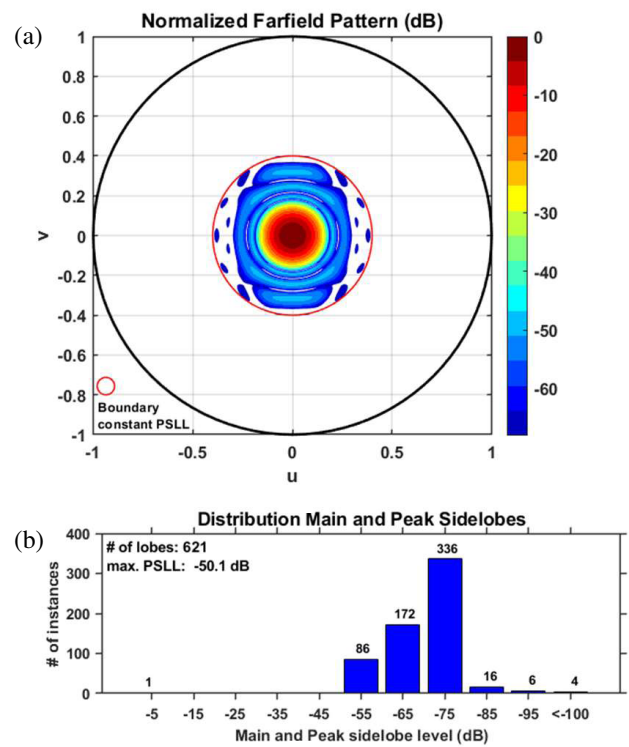 (a)
Normalized Farfield Pattern (dB)
1
0.8
0.6
0.4
0.2
0
-0.2
-0.4
-0.6
-0.8
-1
v
-1 -0.5 0 0.5 1
u
Boundary
constant PSLL
0
-10
-20
-30
-40
-50
-60
(b)
Distribution Main and Peak Sidelobes
# of lobes: 621
max. PSLL: -50.1 dB
# of instances
400
300
200
100
0
1 86 172 336 16 6 4
-5 -15 -25 -35 -45 -55 -65 -75 -85 -95 <-100
Main and Peak sidelobe level (dB)